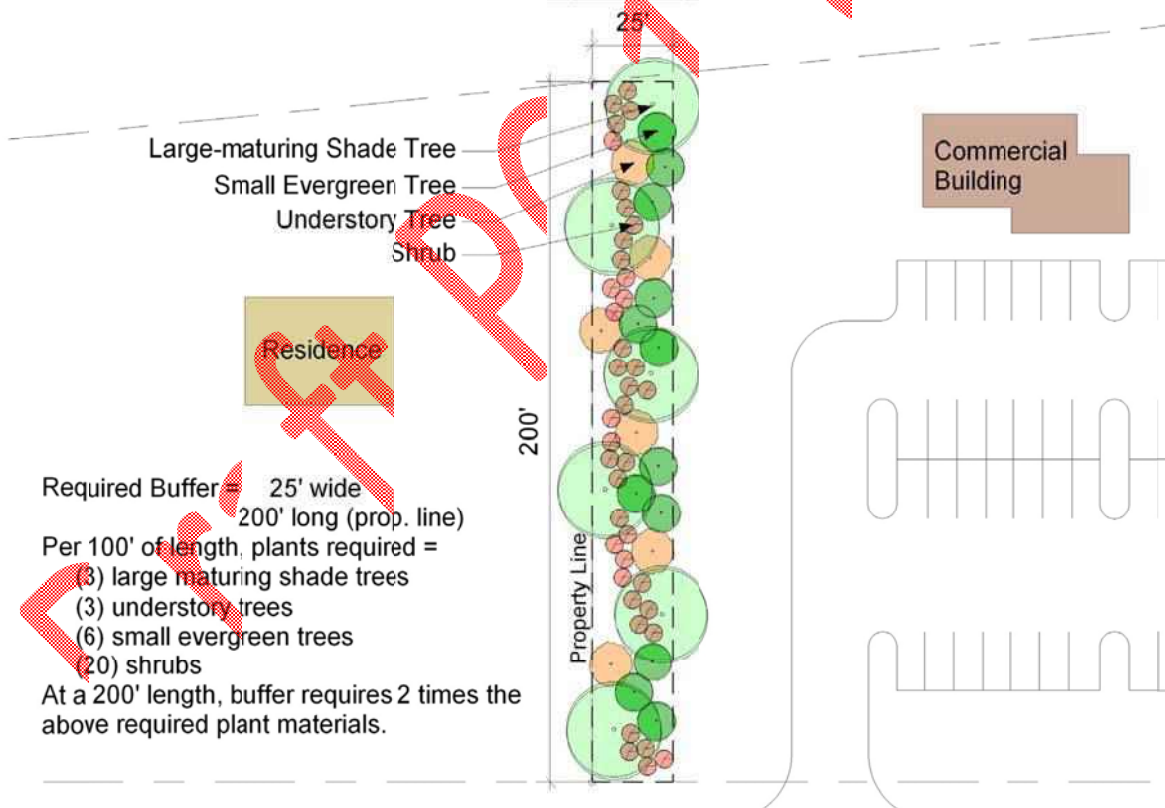 25'
Large-maturing Shade Tree
Small Evergreen Tree
Understory Tree
Shrub
Commercial
Building
Residence
200'
Required Buffer = 25' wide
200' long (prop. line)
Per 100' of length, plants required =
(3) large maturing shade trees
(3) understory trees
(6) small evergreen trees
(20) shrubs
At a 200' length, buffer requires 2 times the
above required plant materials.
Property Line